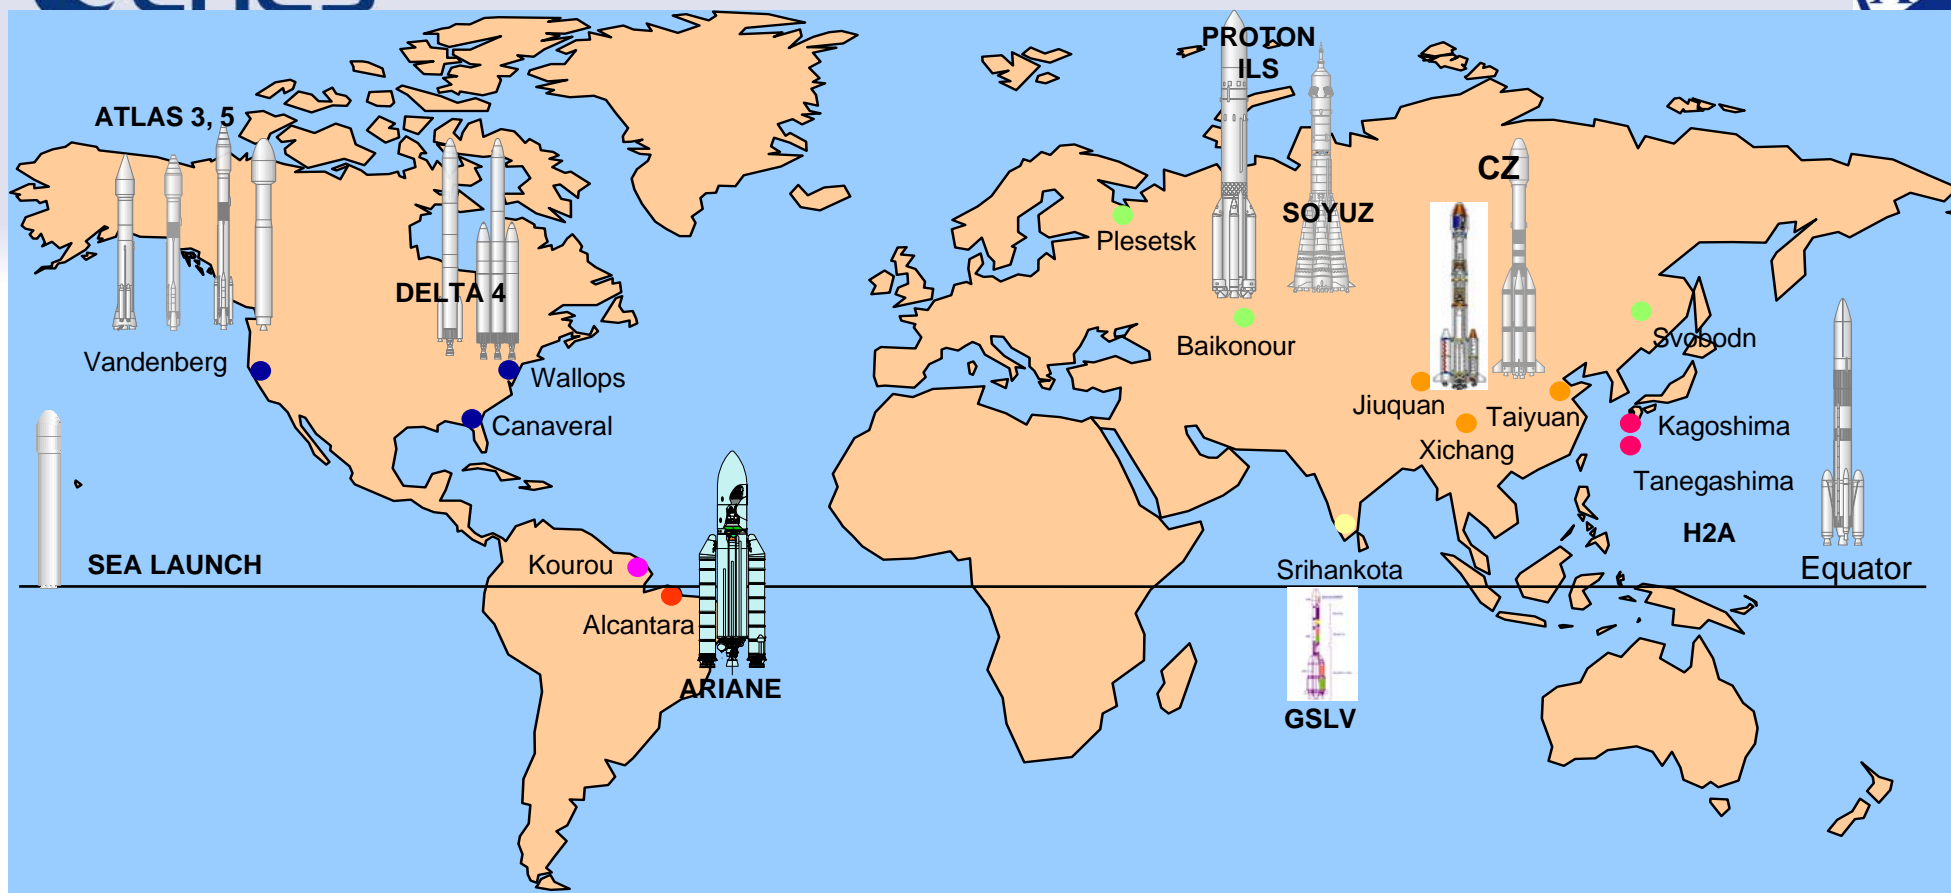 cnes
PROTON
ILS
ATLAS 3, 5
CZ
SOYUZ
Plesetsk
DELTA 4
Svobodn
Baikonour
Vandenberg
Wallops
Jiuquan
Taiyuan
Canaveral
Kagoshima
Xichang
Tanegashima
H2A
SEA LAUNCH
Kourou
Srihankota
Equator
Alcantara
ARIANE
GSLV